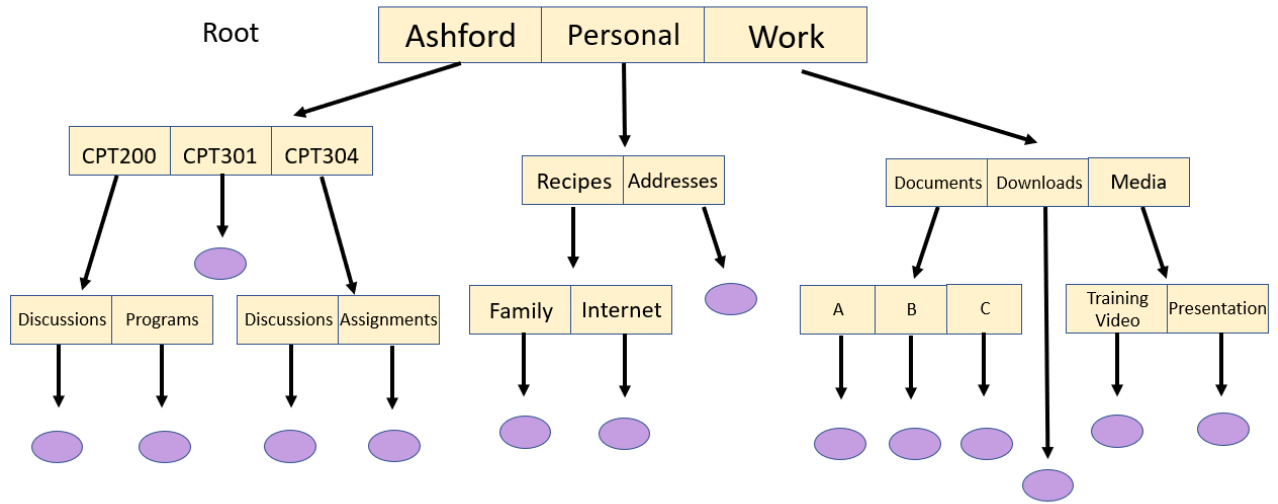 Root Ashford Personal Work
CPT200 CPT301 CPT304
Recipes Addresses
Documents Downloads Media
Discussions Programs
Discussions Assignments
Family Internet
A B C
Training
Video
Presentation